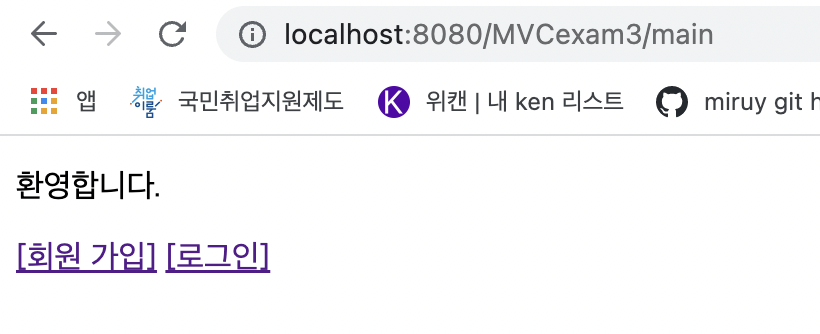 localhost:8080/MVCexam3/main
앱 취업이룸 국민취업지원제도 K 위캔 | 내 ken 리스트 miruy git h
환영합니다.
[회원 가입] [로그인]